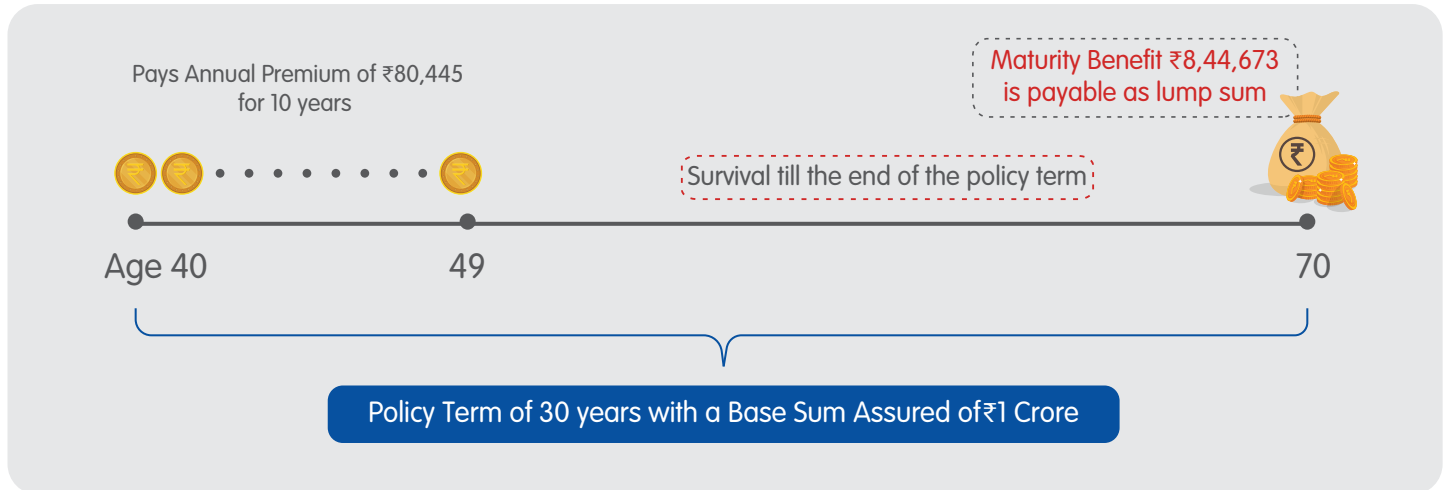 Pays Annual Premium of ₹80,445
for 10 years
Maturity Benefit ₹8,44,673
is payable as lump sum
₹
₹
₹
₹
Survival till the end of the policy term
Age 40
49
70
Policy Term of 30 years with a Base Sum Assured of₹1 Crore